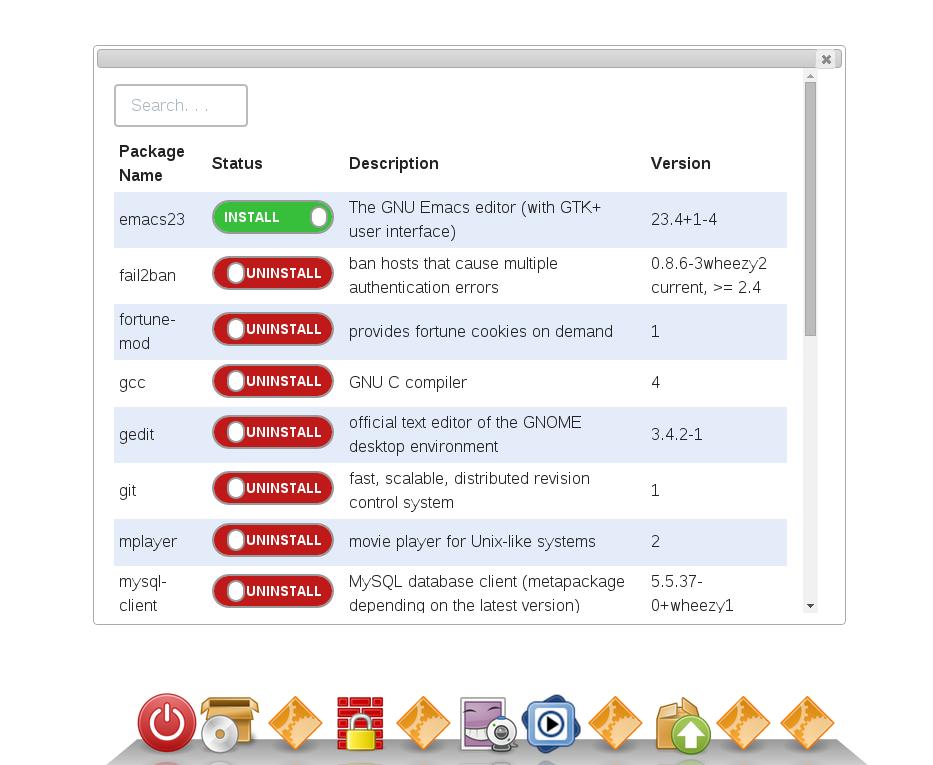 Search. . .
Package
Name
Status
Description
Version
emacs23
INSTALL
The GNU Emacs editor (with GTK+
user interface)
23.4+1-4
fail2ban
UNINSTALL
ban hosts that cause multiple
authentication errors
0.8.6-3wheezy2
current, >= 2.4
fortune-
mod
UNINSTALL
provides fortune cookies on demand
1
gcc
UNINSTALL
GNU C compiler
4
gedit
UNINSTALL
official text editor of the GNOME
desktop environment
3.4.2-1
git
UNINSTALL
fast, scalable, distributed revision
control system
1
mplayer
UNINSTALL
movie player for Unix-like systems
2
mysql-
client
UNINSTALL
MySQL database client (metapackage
depending on the latest version)
5.5.37-
0+wheezy1